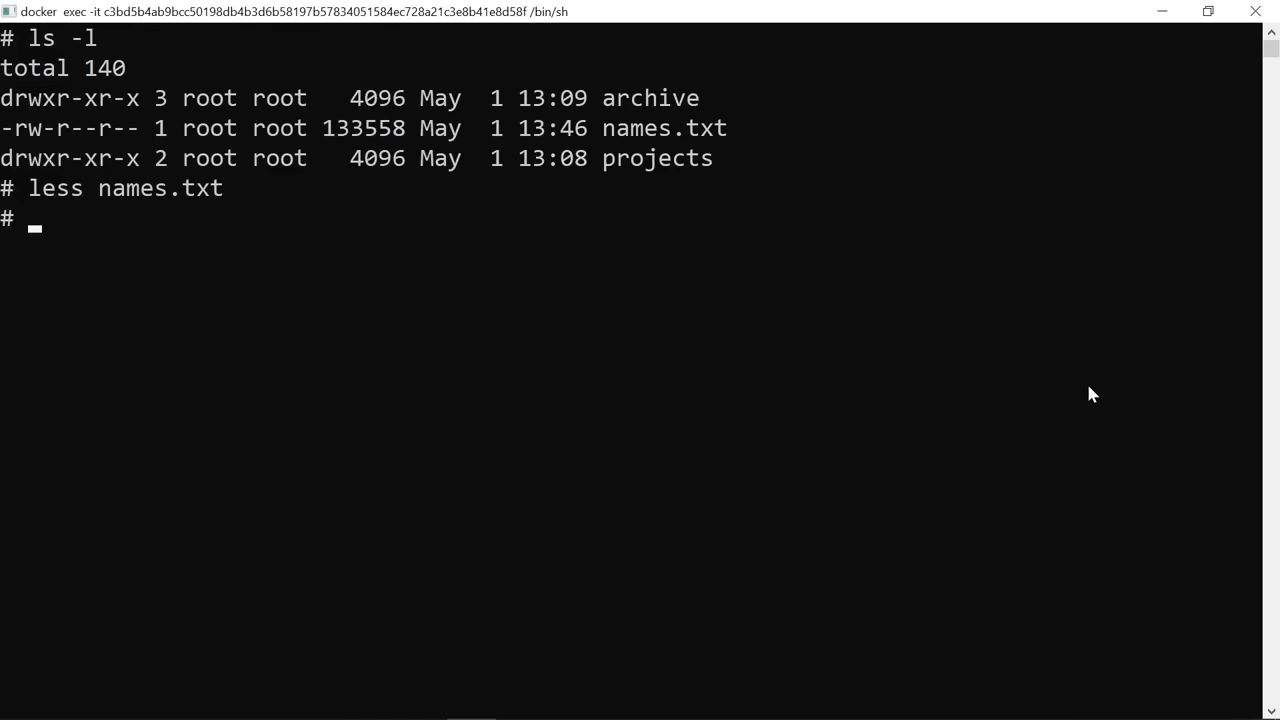 docker exec -it c3bd5b4ab9bcc50198db4b3d6b58197b57834051584ec728a21c3e8b41e8d58f /bin/sh
# ls -l
total 140
drwxr-xr-x 3 root root   4096 May  1 13:09 archive
-rw-r--r-- 1 root root 133558 May  1 13:46 names.txt
drwxr-xr-x 2 root root   4096 May  1 13:08 projects
# less names.txt
#